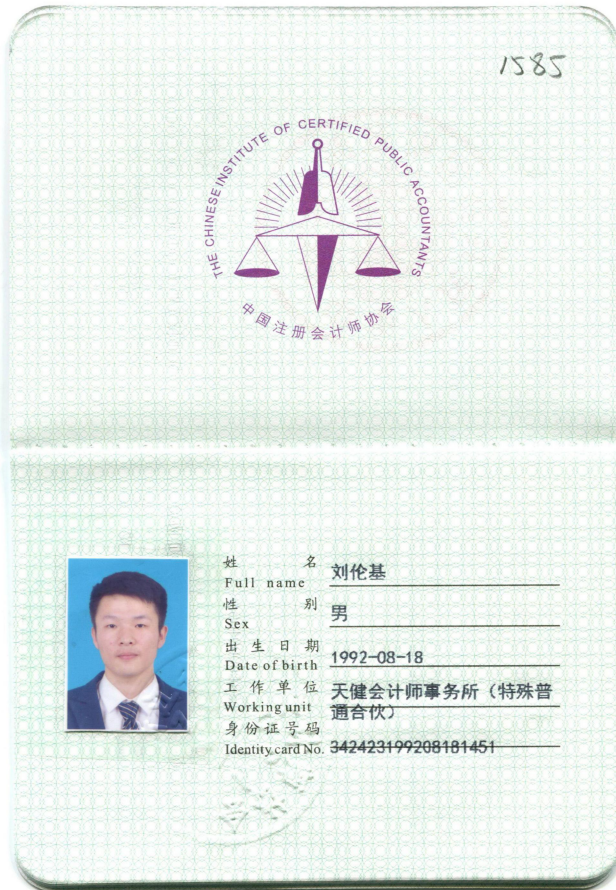 1585
THE CHINESE INSTITUTE OF CERTIFIED PUBLIC ACCOUNTANTS
中国注册会计师协会
姓 名 刘伦基
Full name
性 别 男
Sex
出生日期 1992-08-18
Date of birth
工作单位 天健会计师事务所（特殊普
Working unit 通合伙）
身份证号码
Identity card No. 342423199208181451